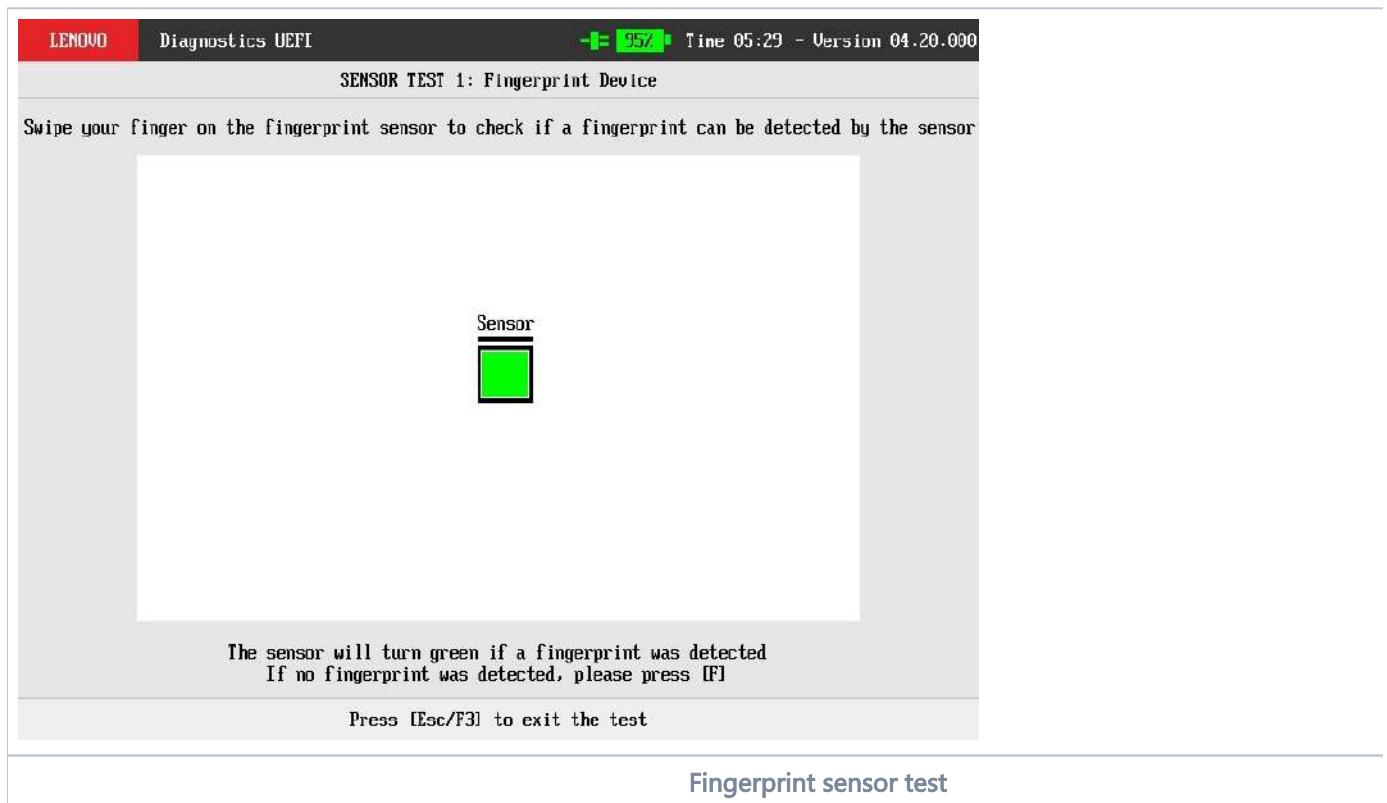 LENOVO Diagnostics UEFI 95% Time 05:29 - Version 04.20.000
SENSOR TEST 1: Fingerprint Device
Swipe your finger on the fingerprint sensor to check if a fingerprint can be detected by the sensor
Sensor
The sensor will turn green if a fingerprint was detected
If no fingerprint was detected, please press [F]
Press [Esc/F3] to exit the test
Fingerprint sensor test